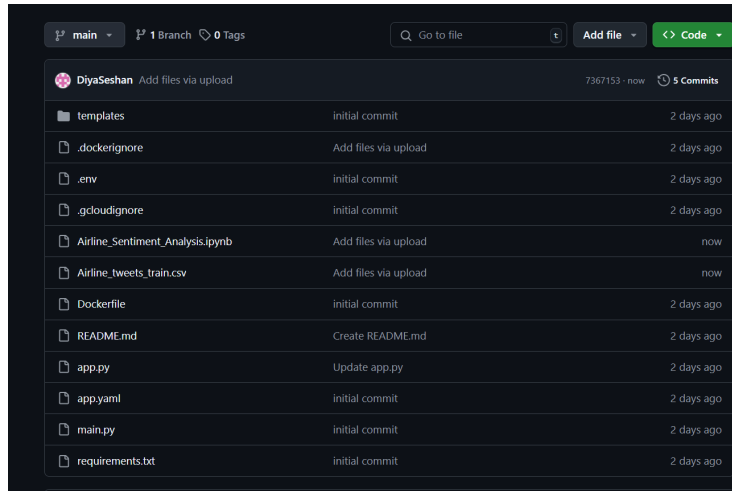 main 1 Branch 0 Tags Go to file t Add file <> Code
DiyaSeshan Add files via upload 7367153 · now 5 Commits
templates initial commit 2 days ago
.dockerignore Add files via upload 2 days ago
.env initial commit 2 days ago
.gcloudignore initial commit 2 days ago
Airline_Sentiment_Analysis.ipynb Add files via upload now
Airline_tweets_train.csv Add files via upload now
Dockerfile initial commit 2 days ago
README.md Create README.md 2 days ago
app.py Update app.py 2 days ago
app.yaml initial commit 2 days ago
main.py initial commit 2 days ago
requirements.txt initial commit 2 days ago